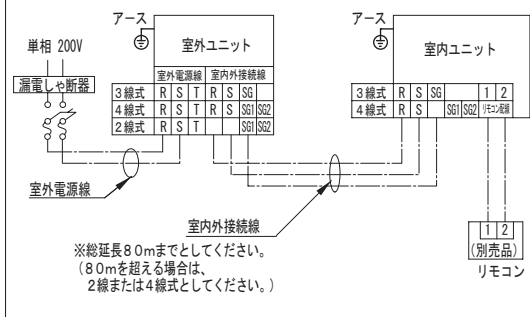 アース
単相 200V
漏電しゃ断器
室外ユニット
室外電源線 室内外接続線
3線式 R S T R S SG
4線式 R S T R S SG1 SG2
2線式 R S T SG1 SG2
室外電源線
室内外接続線
※総延長80mまでとしてください。
(80mを超える場合は、
2線または4線式としてください。)
アース
室内ユニット
3線式 R S SG 1 2
4線式 R S SG1 SG2 リモコン配線
1 2
(別売品)
リモコン